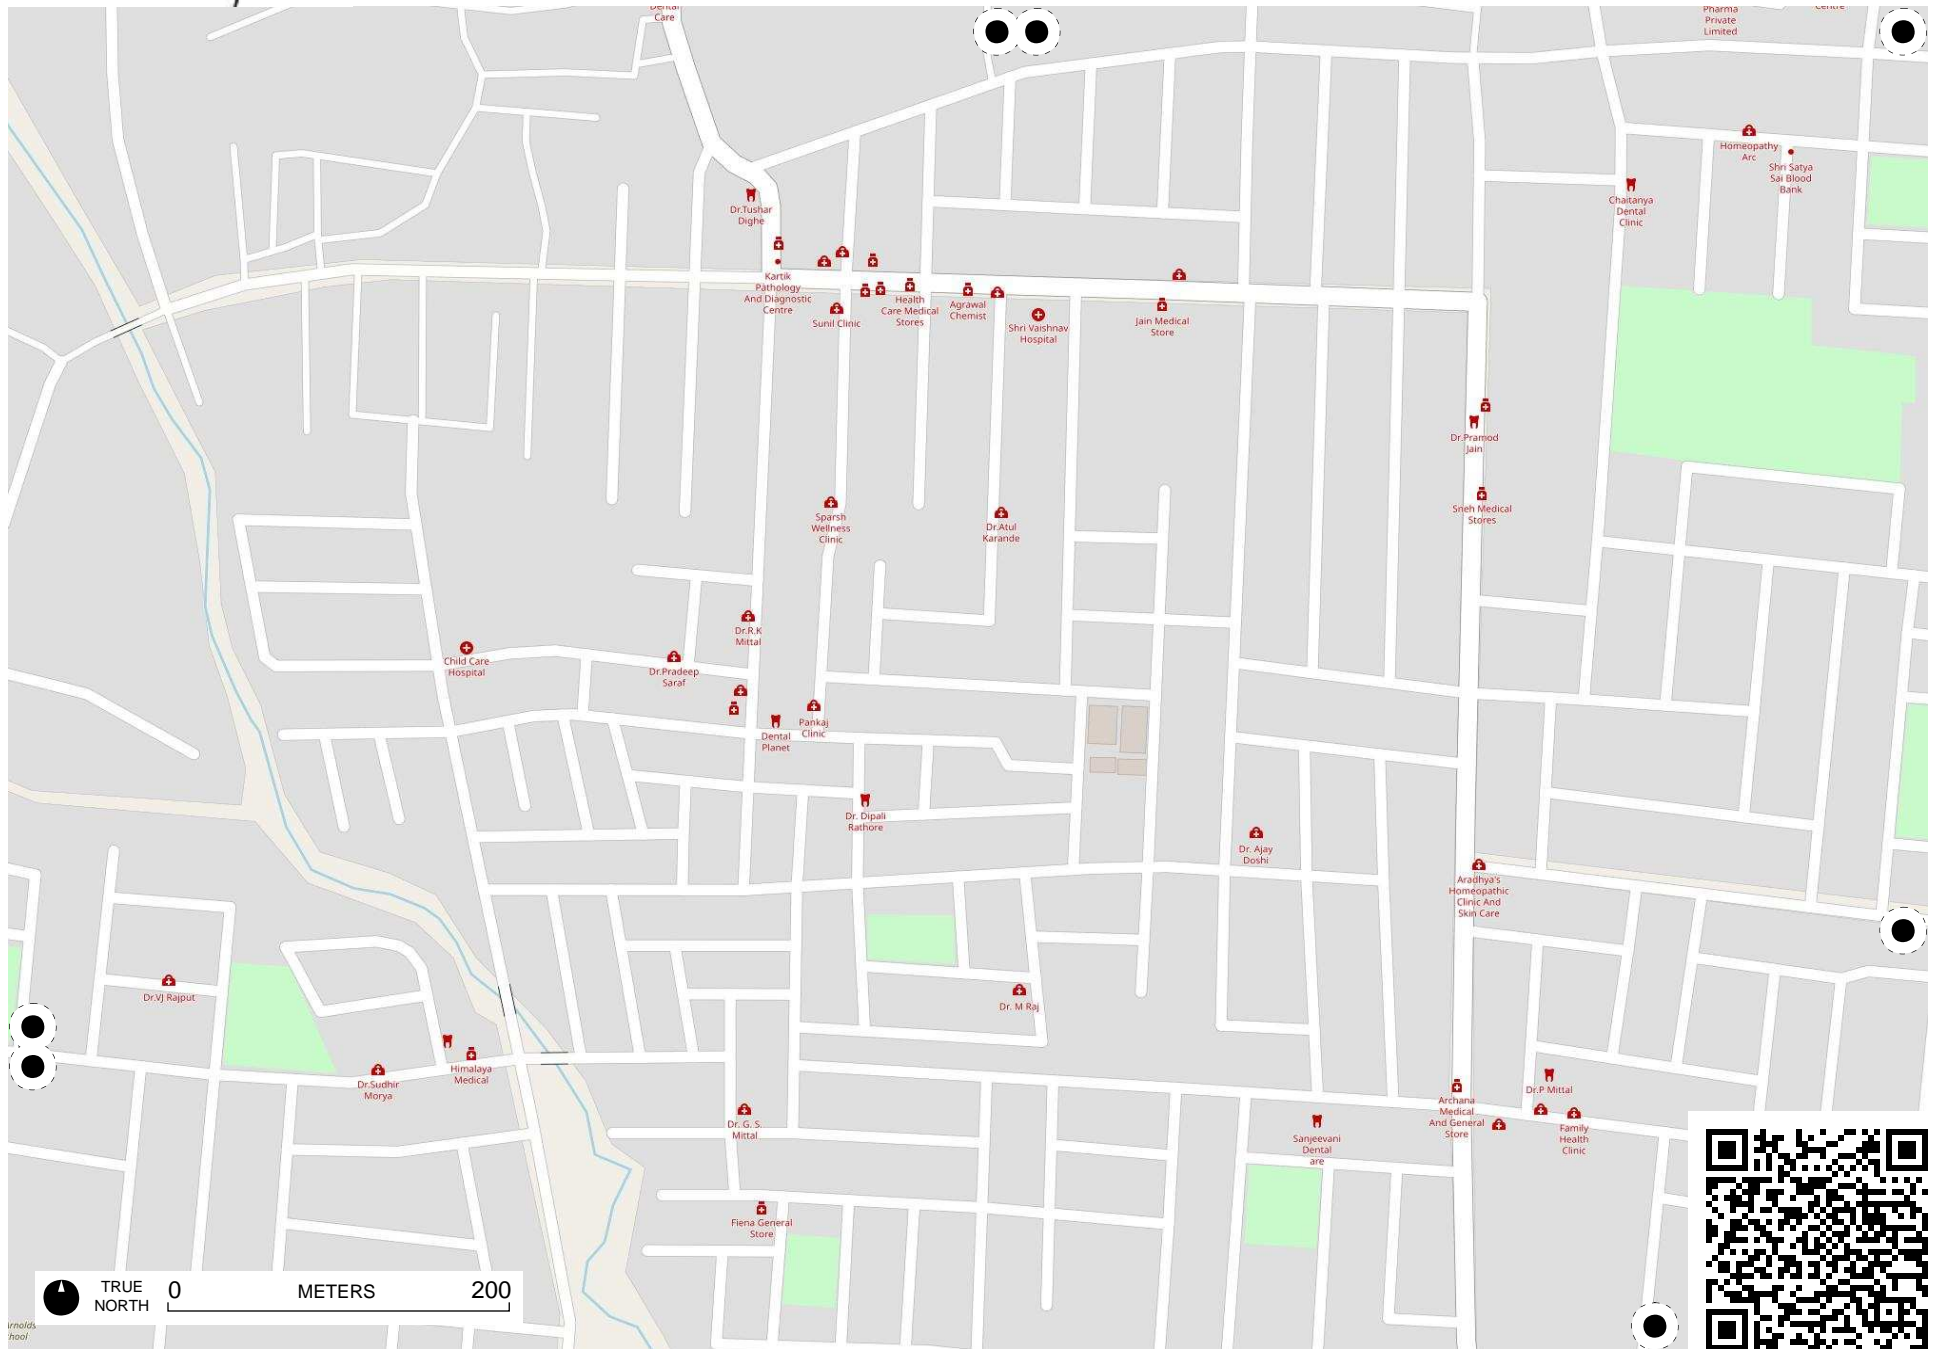 Dental
Care
Pharma
Private
Limited
Centre
Homeopathy
Arc
Shri Satya
Sai Blood
Bank
Chaitanya
Dental
Clinic
Dr.Tushar
Dighe
Kartik
Pathology
And Diagnostic
Centre
Sunil Clinic
Health
Care Medical
Stores
Agrawal
Chemist
Shri Vaishnav
Hospital
Jain Medical
Store
Dr.Pramod
Jain
Sneh Medical
Stores
Sparsh
Wellness
Clinic
Dr.Atul
Karande
Dr.R.K
Mittal
Child Care
Hospital
Dr.Pradeep
Saraf
Dental
Planet
Pankaj
Clinic
Dr. Dipali
Rathore
Dr. Ajay
Doshi
Aradhya's
Homeopathic
Clinic And
Skin Care
Dr.VJ Rajput
Dr. M Raj
Himalaya
Medical
Dr.Sudhir
Morya
Dr. G. S.
Mittal
Sanjeevani
Dental
are
Archana
Medical
And General
Store
Dr.P Mittal
Family
Health
Clinic
Fiena General
Store
TRUE
NORTH
0 METERS 200